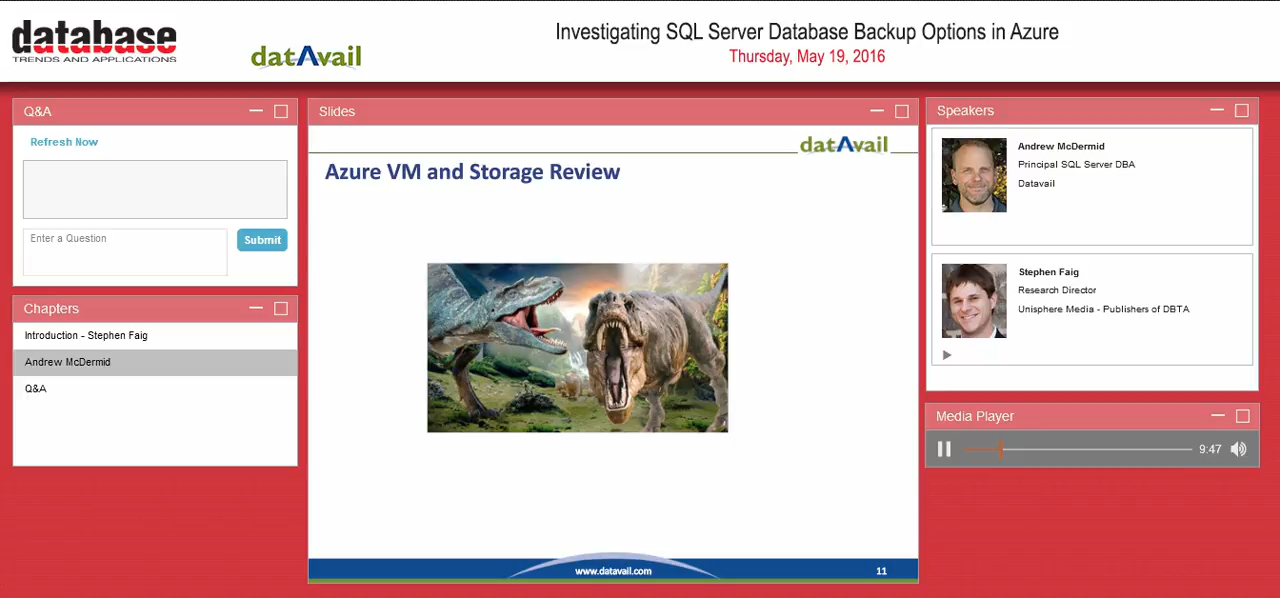 database
TRENDS AND APPLICATIONS
datAvail
Investigating SQL Server Database Backup Options in Azure
Thursday, May 19, 2016
Q&A
Refresh Now
Enter a Question
Submit
Chapters
Introduction - Stephen Faig
Andrew McDermid
Q&A
Slides
datAvail
Azure VM and Storage Review
www.datavail.com
11
Speakers
Andrew McDermid
Principal SQL Server DBA
Datavail
Stephen Faig
Research Director
Unisphere Media - Publishers of DBTA
Media Player
9:47